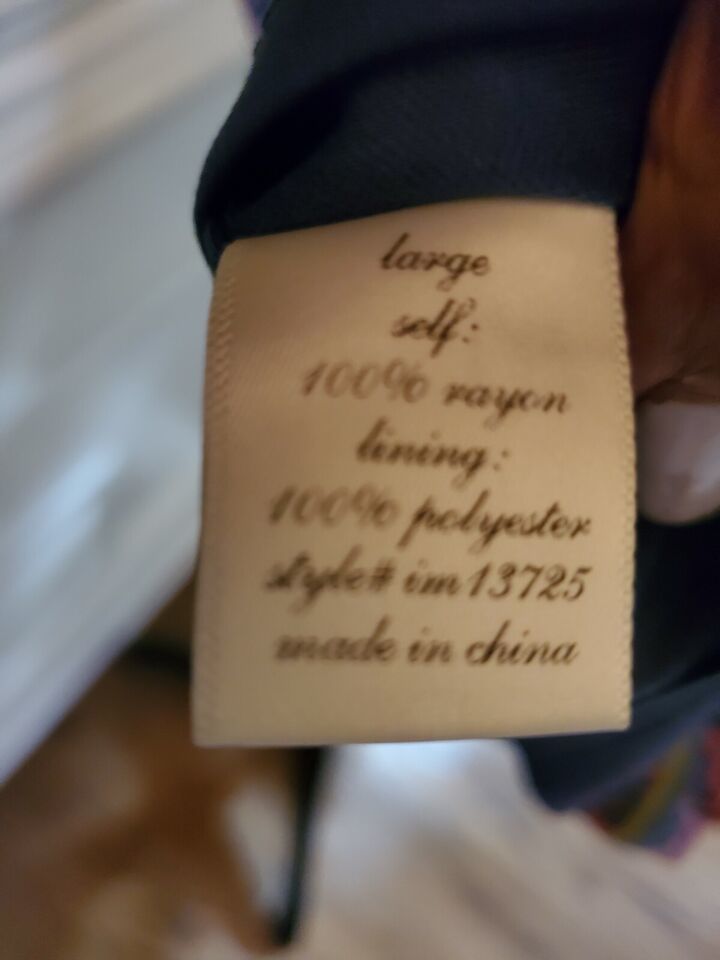 large
self:
100% rayon
lining:
100% polyester
style# im13725
made in china